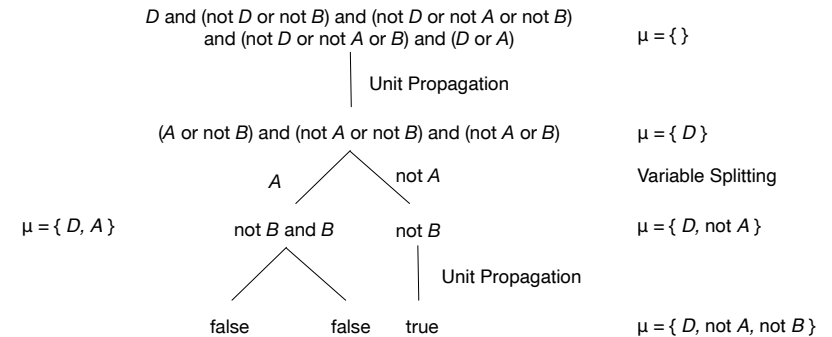 D and (not D or not B) and (not D or not A or not B)
and (not D or not A or B) and (D or A)
μ = { }
Unit Propagation
(A or not B) and (not A or not B) and (not A or B)
μ = { D }
A
not A
Variable Splitting
μ = { D, A }
not B and B
not B
μ = { D, not A }
Unit Propagation
false
false
true
μ = { D, not A, not B }